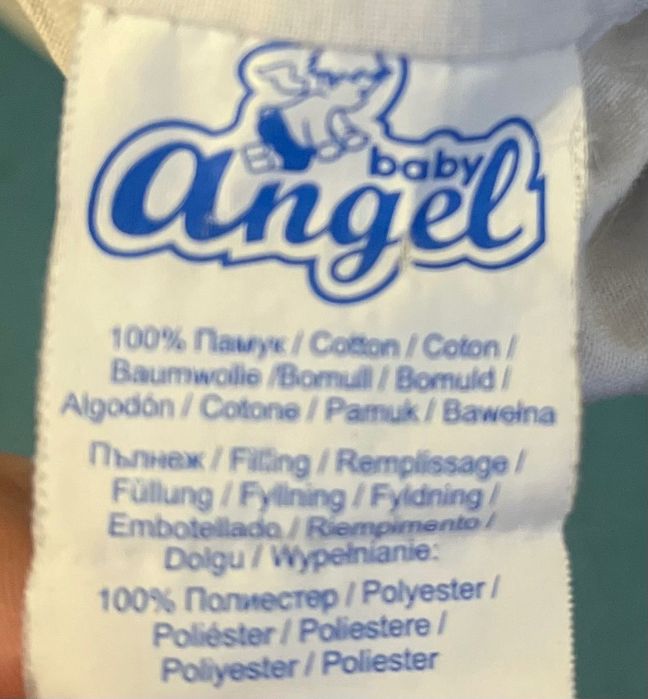 baby
angel
100% Памук / Cotton / Coton /
Baumwolle /Bomull / Bomuld /
Algodón / Cotone / Pamuk / Bawełna
Пълнеж / Filling / Remplissage /
Füllung / Fyllning / Fyldning /
Embotellado / Riempimento /
Dolgu / Wypełnianie:
100% Полиестер / Polyester /
Poliéster / Poliestere /
Poliyester / Poliester